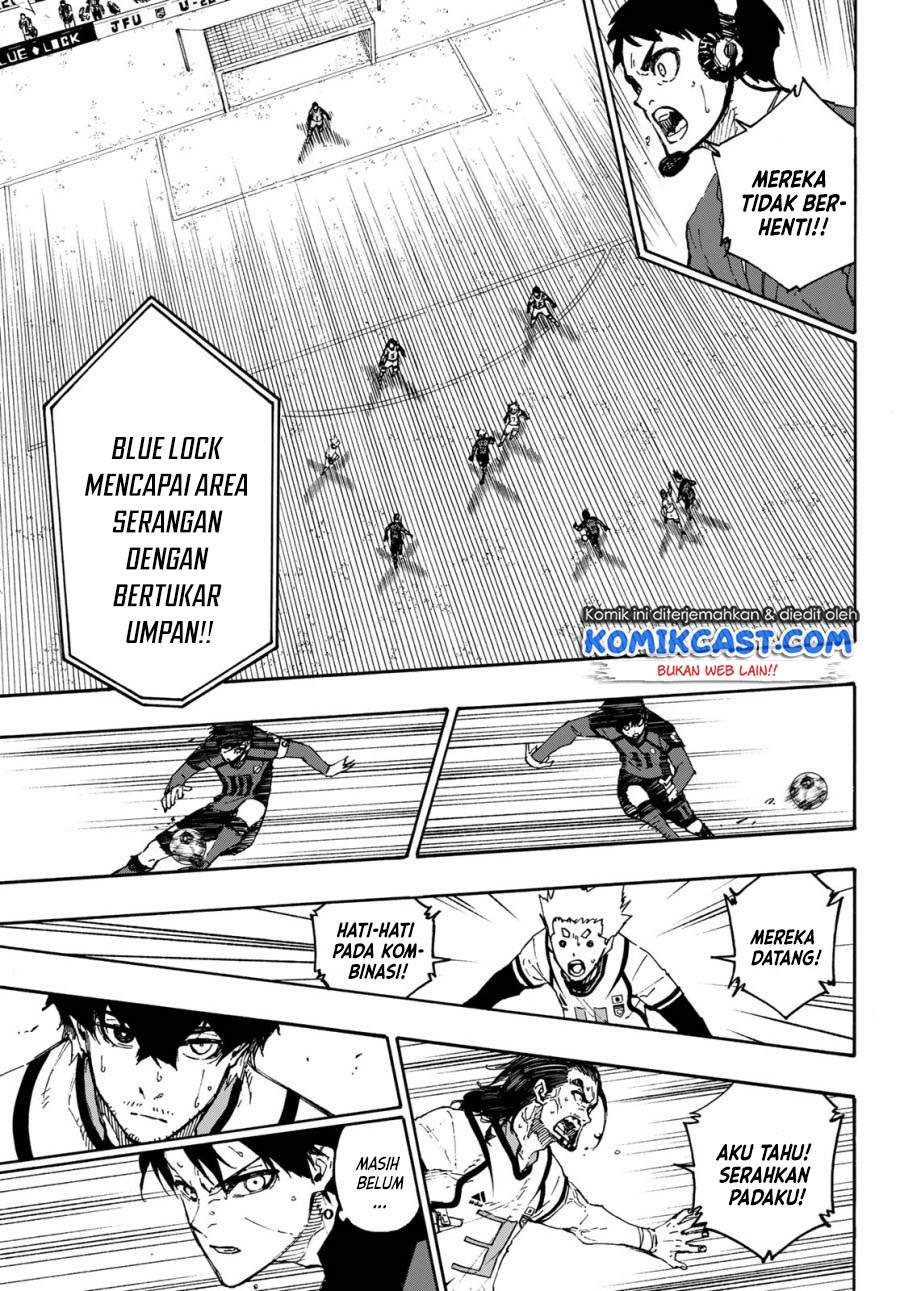 BLUE ◆ LOCK
JFU
U-20
MEREKA
TIDAK BER-
HENTI!!
BLUE LOCK
MENCAPAI AREA
SERANGAN
DENGAN
BERTUKAR
UMPAN!!
Komik ini diterjemahkan & diedit oleh
KOMIKCAST.COM
BUKAN WEB LAIN!!
MEREKA
DATANG!
HATI-HATI
PADA KOM-
BINASI!
AKU TAHU!
SERAHKAN
PADAKU!
MASIH
BELUM
...